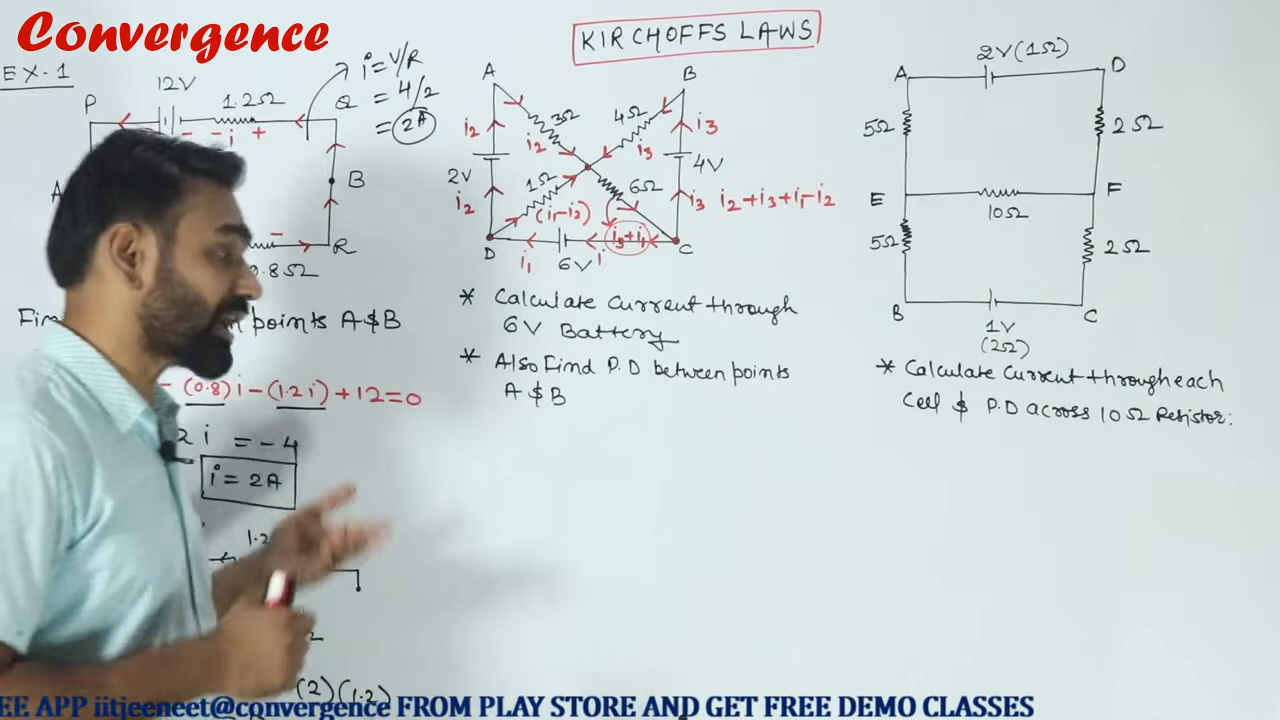 Convergence
KIRCHOFFS LAWS
EX-1
12V
1.2Ω
P
Q
A
B
R
0.8Ω
- -i +
-
i = V/R
= 4/2
= 2A
points A & B
- (0.8)i - (1.2i) + 12 = 0
2i = -4
i = 2A
1.2
(2)(1.2)
A
B
3Ω
4Ω
i2
i2
i3
i3
2V
4V
1Ω
6Ω
i2
(i1-i2)
i3
i2+i3+i1-i2
i3+i1
D
C
i1
6V
i
* Calculate current through
6V Battery
* Also Find P.D between points
A & B
2V(1Ω)
A
D
5Ω
2Ω
E
F
10Ω
5Ω
2Ω
B
C
1V
(2Ω)
* Calculate current through each
Cell & P.D across 10Ω Resistor.
EE APP iitjeeneet@convergence FROM PLAY STORE AND GET FREE DEMO CLASSES